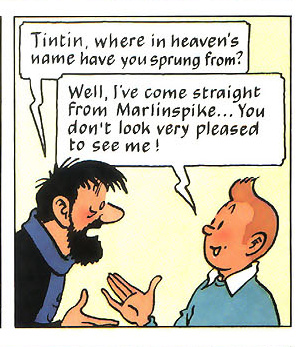 Tintin, where in heaven's
name have you sprung from?
Well, I've come straight
from Marlinspike... You
don't look very pleased
to see me!